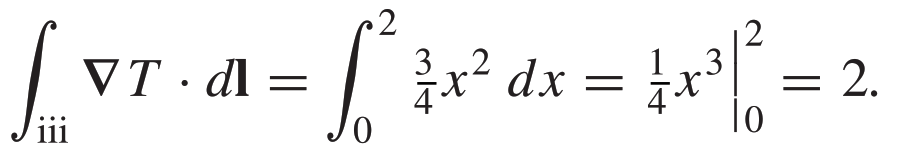 ∫_iii ∇T · dl = ∫_0^2 3/4 x^2 dx = 1/4 x^3 |_0^2 = 2.